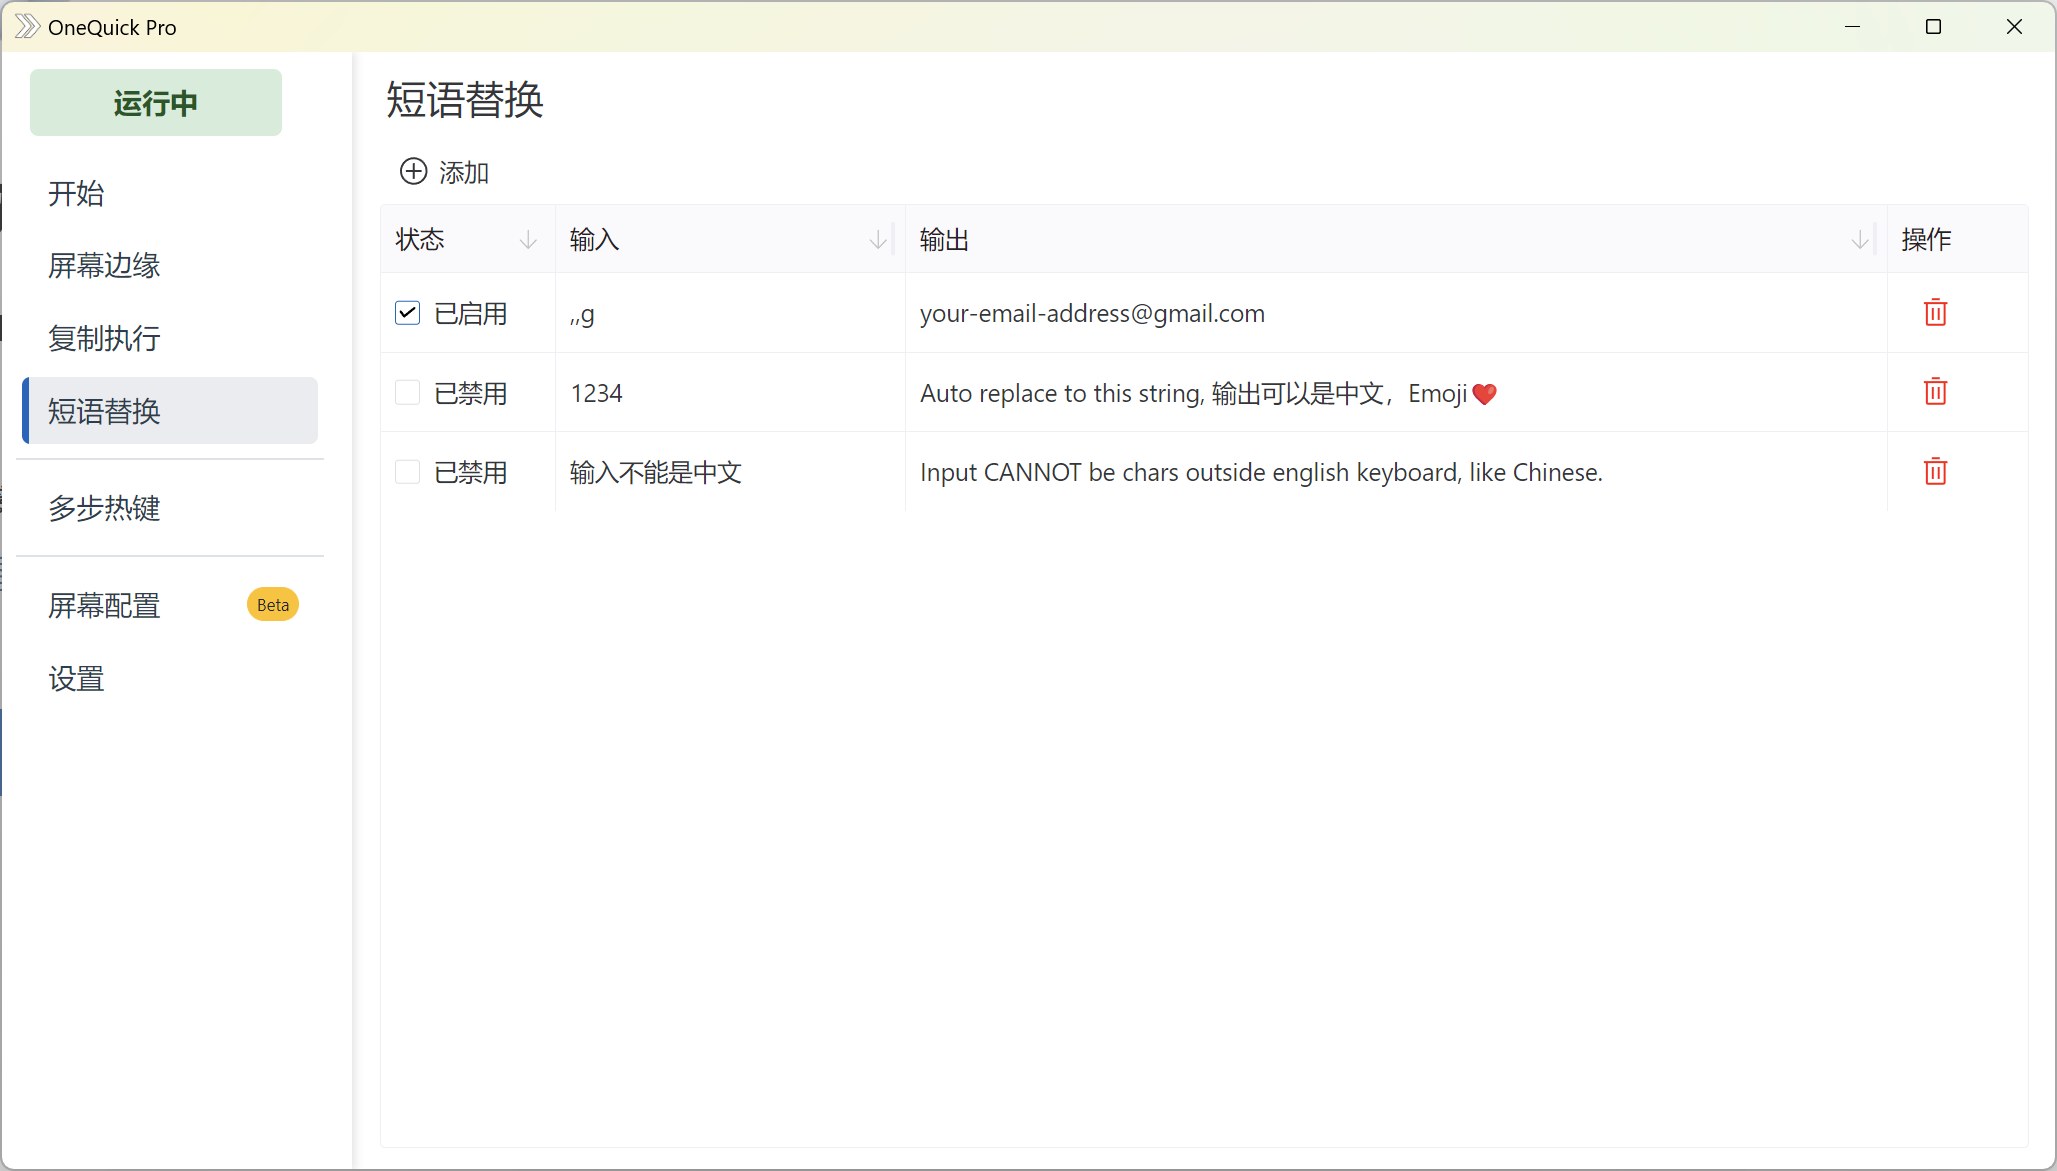 OneQuick Pro
运行中
开始
屏幕边缘
复制执行
短语替换
多步热键
屏幕配置 Beta
设置
短语替换
添加
状态 输入 输出 操作
已启用 ,,g your-email-address@gmail.com
已禁用 1234 Auto replace to this string, 输出可以是中文，Emoji❤️
已禁用 输入不能是中文 Input CANNOT be chars outside english keyboard, like Chinese.